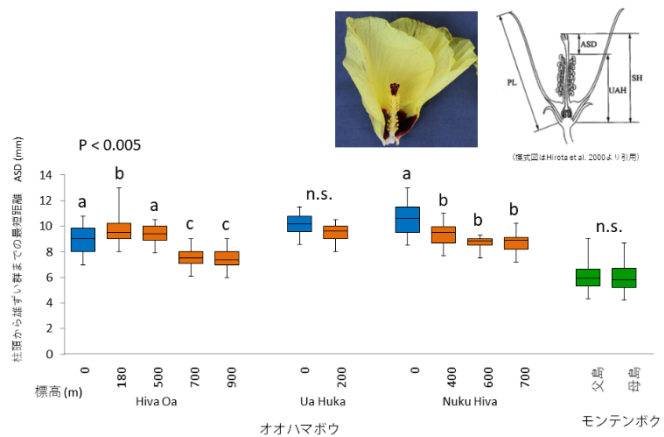 ASD
PL
UAH
SH
(模式図はHirota et al. 2000より引用)
P < 0.005
柱頭から雄ずい群までの最短距離 ASD (mm)
14
12
10
8
6
4
2
0
a
b
a
c
c
n.s.
a
b
b
b
n.s.
標高 (m)
0
180
500
700
900
0
200
0
400
600
700
父島
母島
Hiva Oa
Ua Huka
Nuku Hiva
オオハマボウ
モンテンボク